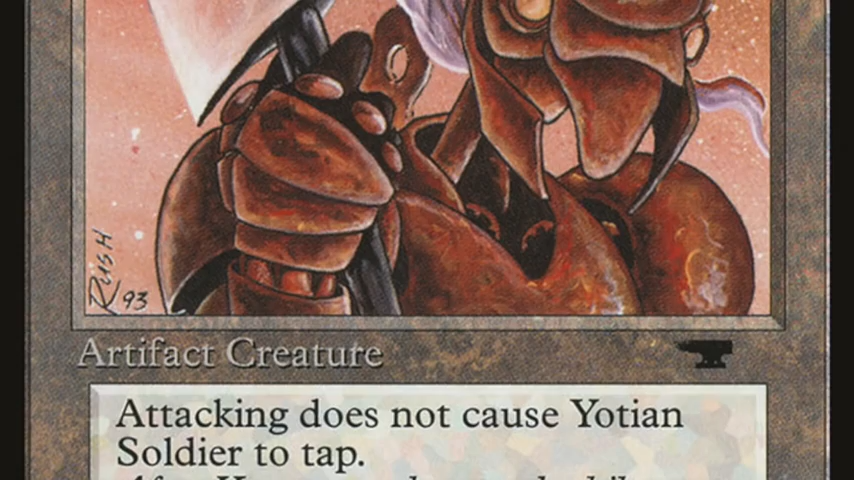 RUSH
93
Artifact Creature
Attacking does not cause Yotian
Soldier to tap.